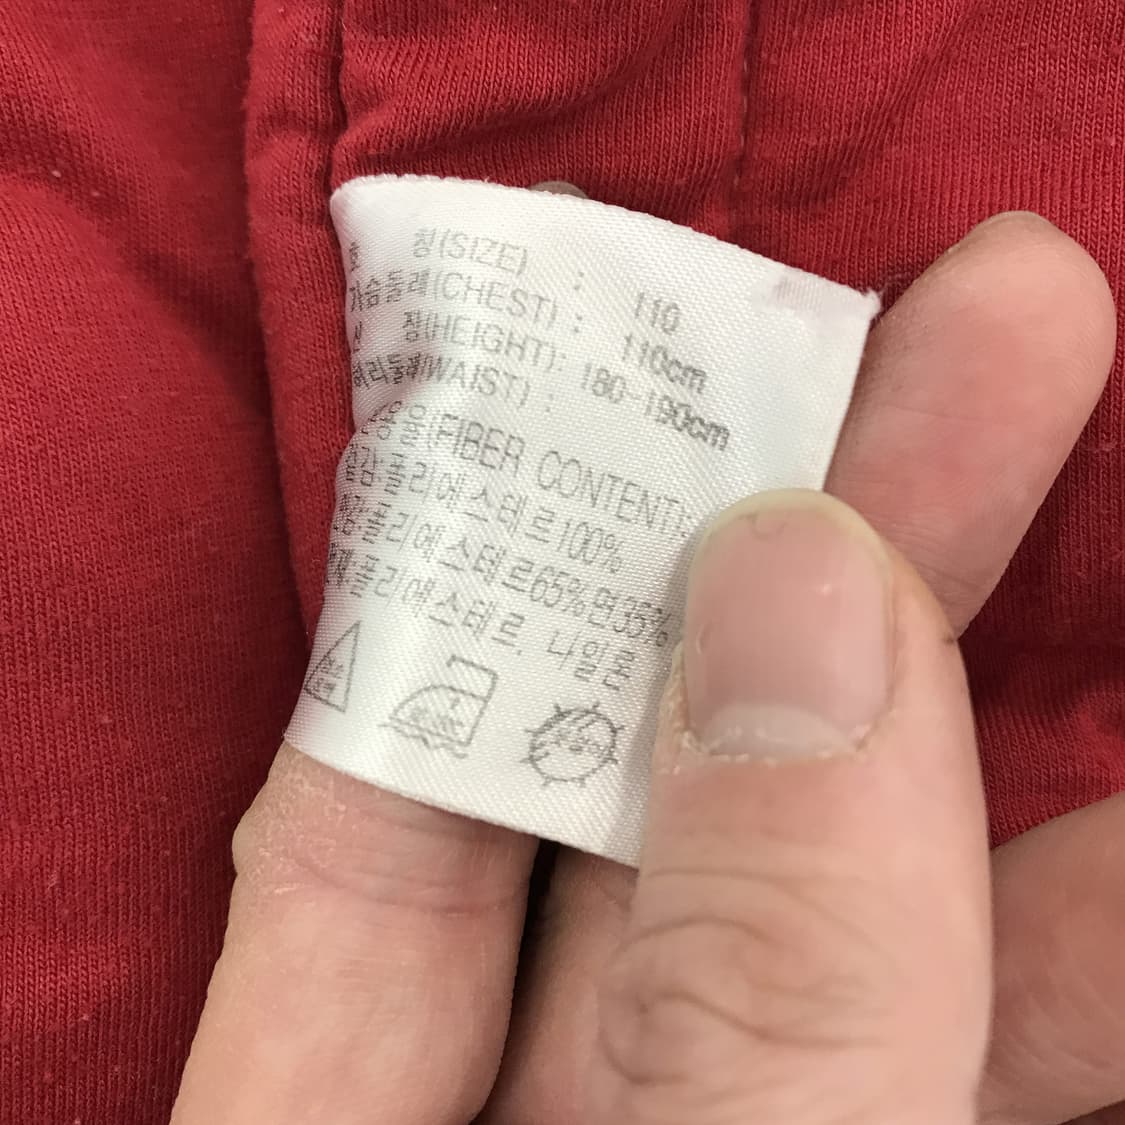 호 칭(SIZE) : 110
가슴둘레(CHEST) : 110cm
신 장(HEIGHT): 180-190cm
허리둘레(WAIST) :
혼용율(FIBER CONTENT):
겉감:폴리에스테르100%
안감:폴리에스테르65%면35%
폴리에스테르, 나일론